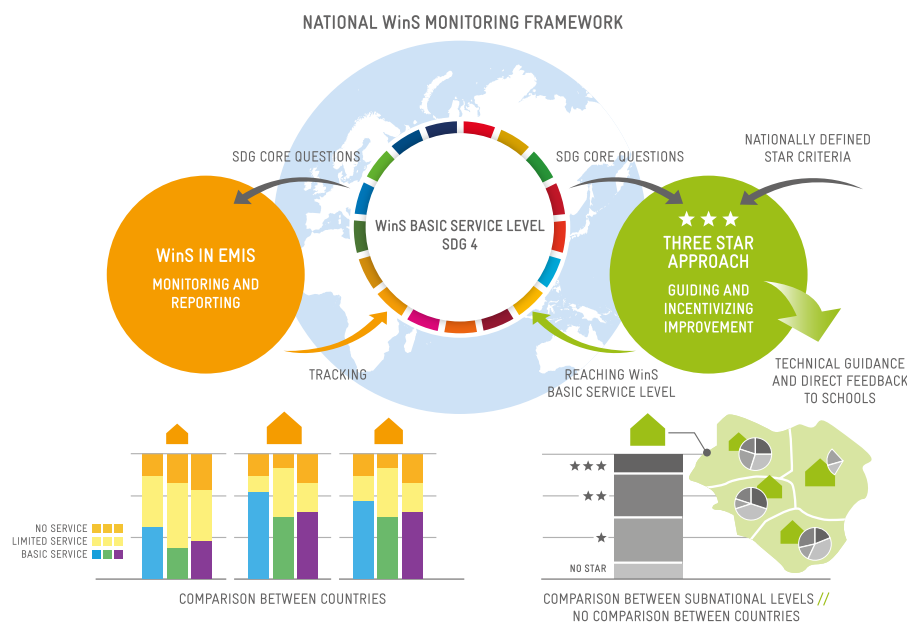 NATIONAL WinS MONITORING FRAMEWORK
SDG CORE QUESTIONS
SDG CORE QUESTIONS
NATIONALLY DEFINED
STAR CRITERIA
WinS BASIC SERVICE LEVEL
SDG 4
WinS IN EMIS
MONITORING AND
REPORTING
THREE STAR
APPROACH
GUIDING AND
INCENTIVIZING
IMPROVEMENT
TRACKING
REACHING WinS
BASIC SERVICE LEVEL
TECHNICAL GUIDANCE
AND DIRECT FEEDBACK
TO SCHOOLS
NO SERVICE
LIMITED SERVICE
BASIC SERVICE
COMPARISON BETWEEN COUNTRIES
NO STAR
COMPARISON BETWEEN SUBNATIONAL LEVELS //
NO COMPARISON BETWEEN COUNTRIES